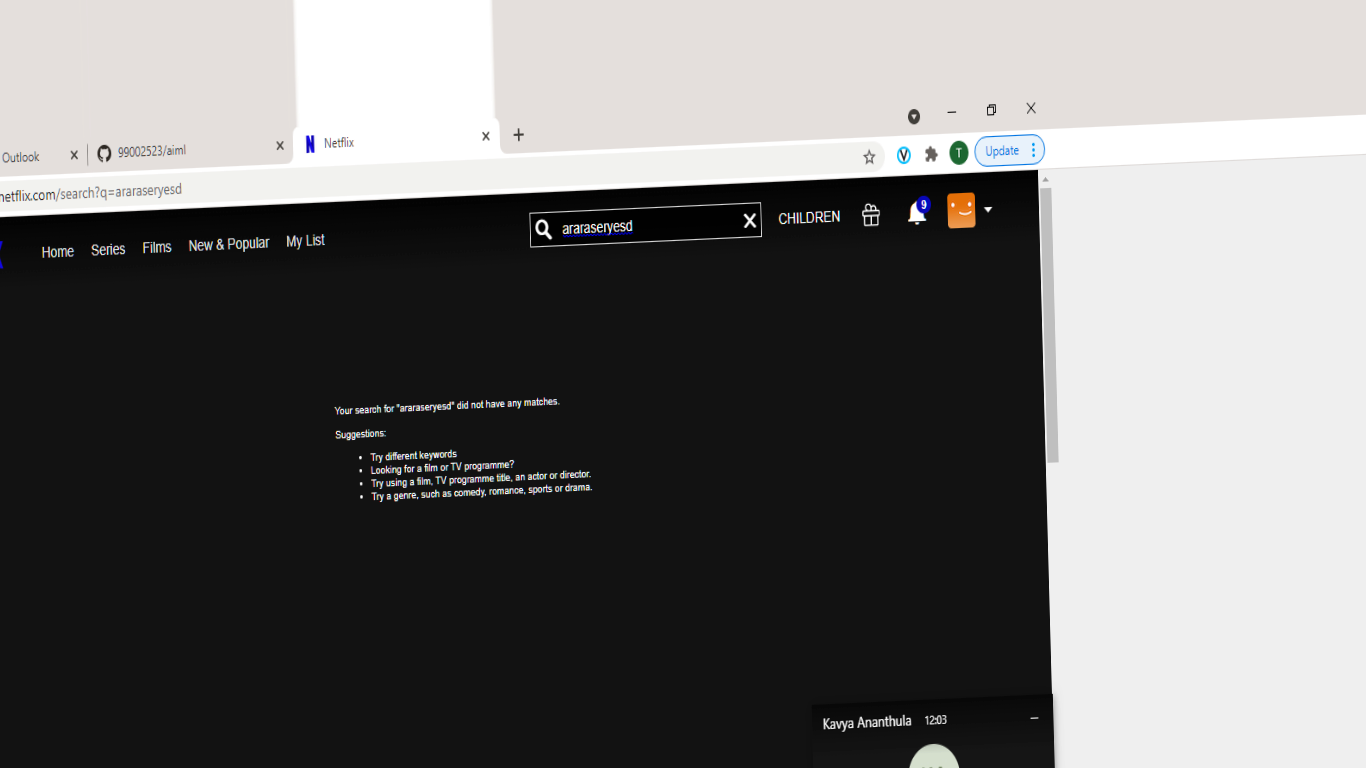 Outlook
99002523/aiml
Netflix
netflix.com/search?q=araraseryesd
T
Update
Home
Series
Films
New & Popular
My List
araraseryesd
CHILDREN
9
Your search for "araraseryesd" did not have any matches.
Suggestions:
Try different keywords
Looking for a film or TV programme?
Try using a film, TV programme title, an actor or director.
Try a genre, such as comedy, romance, sports or drama.
Kavya Ananthula 12:03